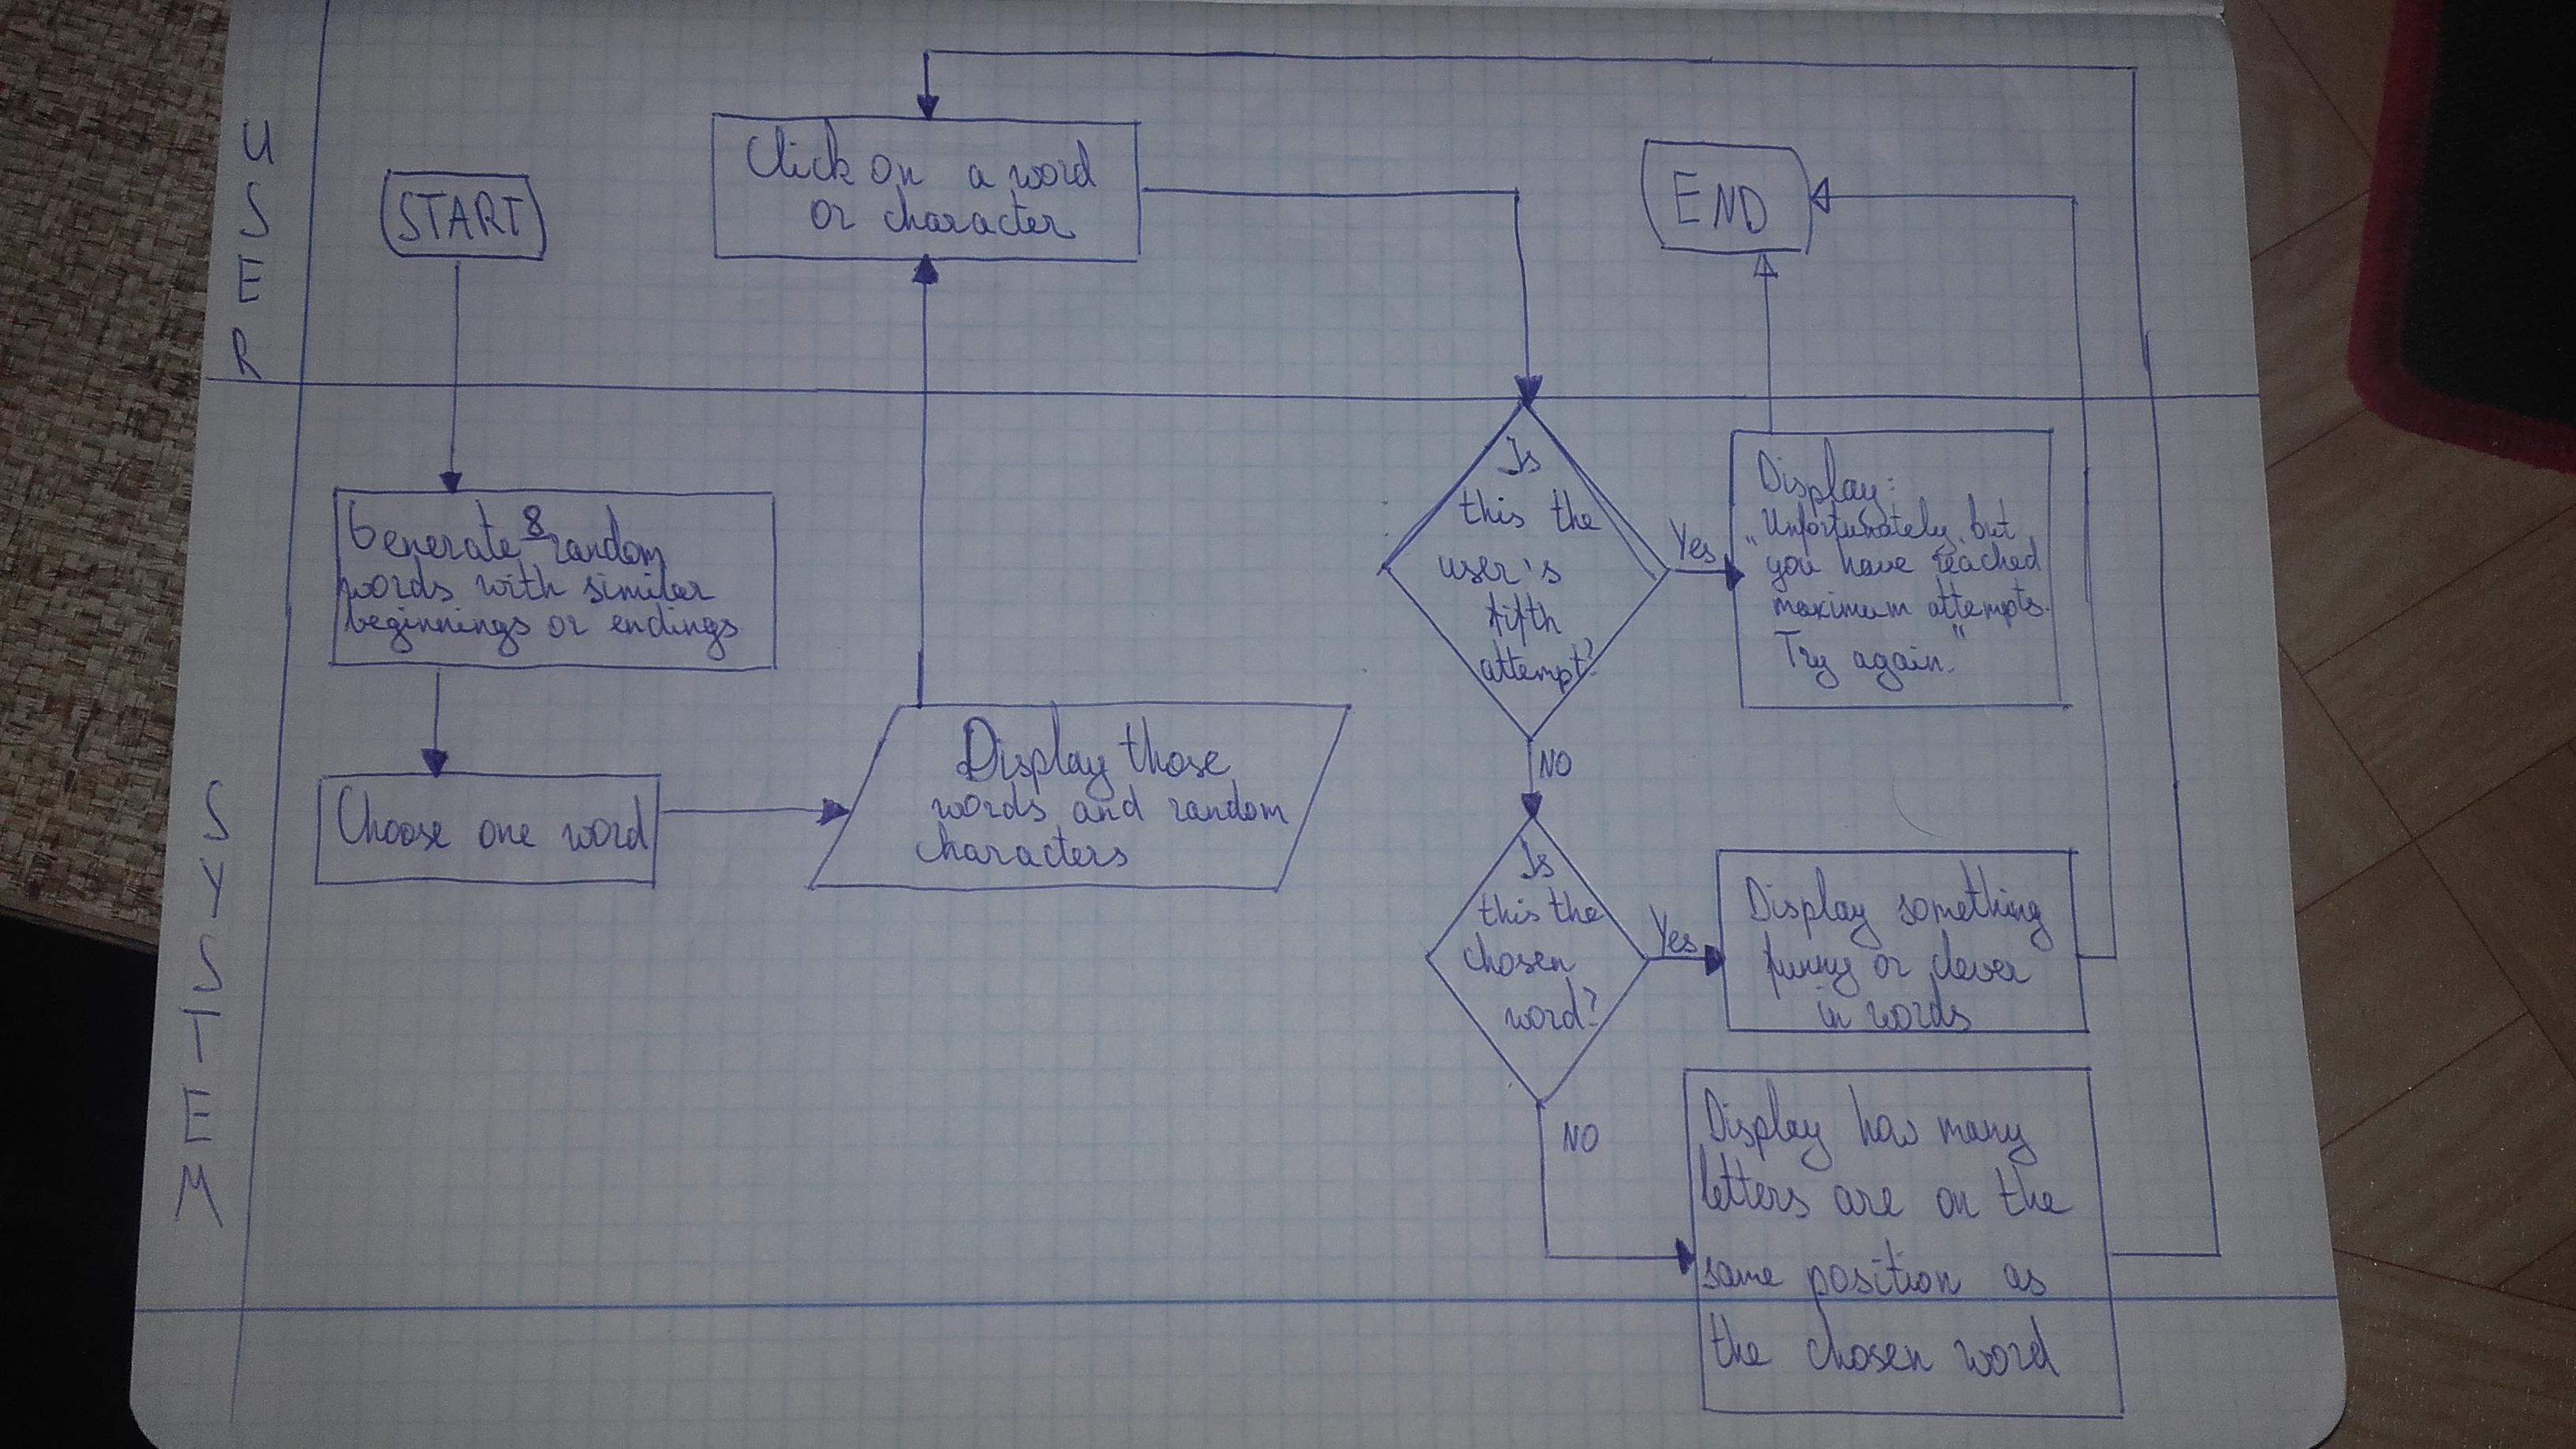 USER
START
Click on a word
or character
END
SYSTEM
Generate 8 random
words with similar
beginnings or endings
Choose one word
Display those
words and random
characters
Is
this the
user's
fifth
attempt?
Yes
NO
Display:
"Unfortunately, but
you have reached
maximum attempts.
Try again."
Is
this the
chosen
word?
Yes
NO
Display something
funny or clever
in words
Display how many
letters are on the
same position as
the chosen word